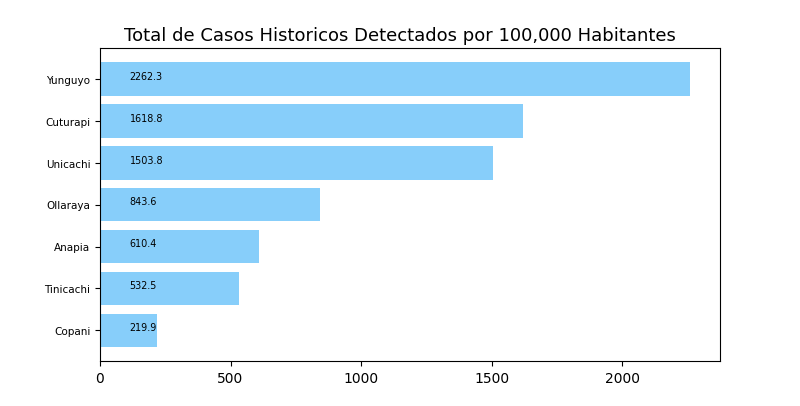 Total de Casos Historicos Detectados por 100,000 Habitantes
Yunguyo 2262.3
Cuturapi 1618.8
Unicachi 1503.8
Ollaraya 843.6
Anapia 610.4
Tinicachi 532.5
Copani 219.9
0 500 1000 1500 2000